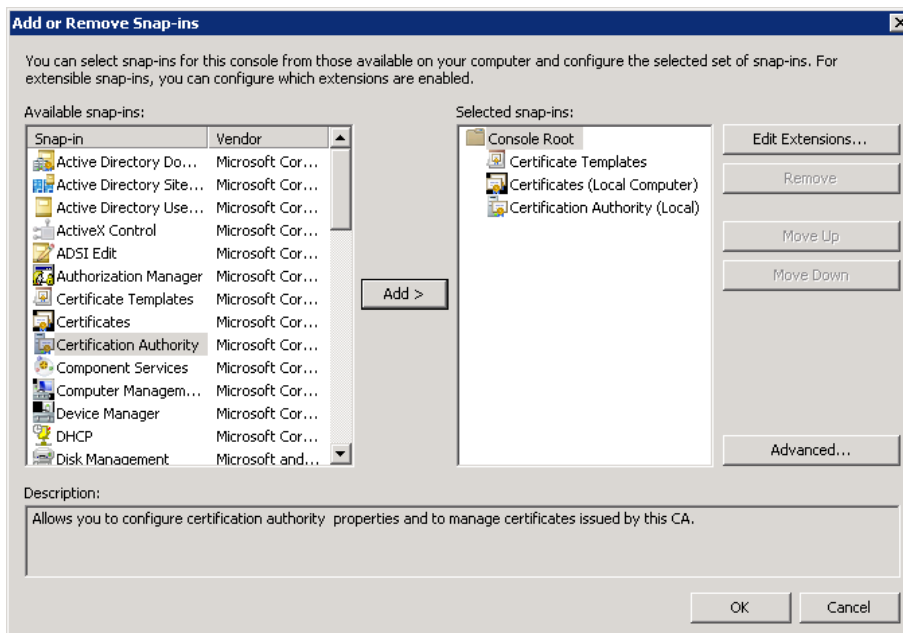 Add or Remove Snap-ins
You can select snap-ins for this console from those available on your computer and configure the selected set of snap-ins. For
extensible snap-ins, you can configure which extensions are enabled.
Available snap-ins:
Selected snap-ins:
Snap-in Vendor
Active Directory Do... Microsoft Cor...
Active Directory Site... Microsoft Cor...
Active Directory Use... Microsoft Cor...
ActiveX Control Microsoft Cor...
ADSI Edit Microsoft Cor...
Authorization Manager Microsoft Cor...
Certificate Templates Microsoft Cor...
Certificates Microsoft Cor...
Certification Authority Microsoft Cor...
Component Services Microsoft Cor...
Computer Managem... Microsoft Cor...
Device Manager Microsoft Cor...
DHCP Microsoft Cor...
Disk Management Microsoft and...
Add >
Console Root
Certificate Templates
Certificates (Local Computer)
Certification Authority (Local)
Edit Extensions...
Remove
Move Up
Move Down
Advanced...
Description:
Allows you to configure certification authority properties and to manage certificates issued by this CA.
OK
Cancel